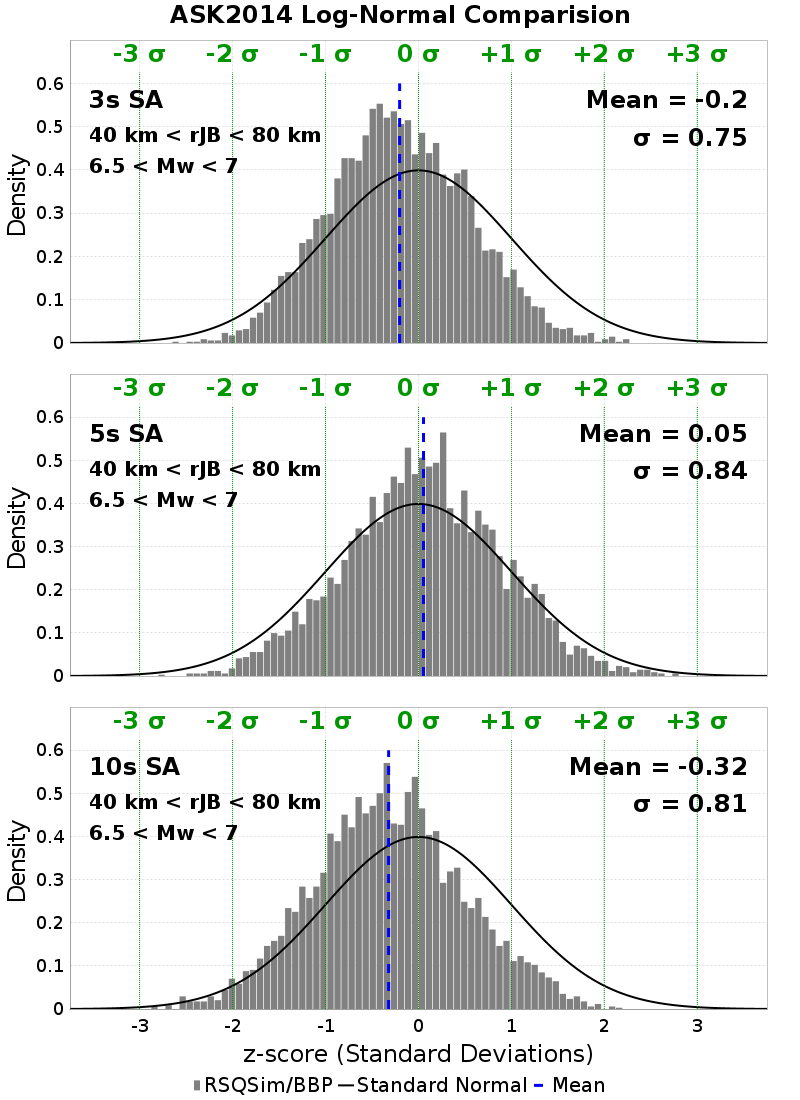 ASK2014 Log-Normal Comparision
-3 σ -2 σ -1 σ 0 σ +1 σ +2 σ +3 σ
0.6
3s SA Mean = -0.2
0.5
40 km < rJB < 80 km σ = 0.75
6.5 < Mw < 7
0.4
0.3
0.2
0.1
0
Density
-3 σ -2 σ -1 σ 0 σ +1 σ +2 σ +3 σ
0.6
5s SA Mean = 0.05
0.5
40 km < rJB < 80 km σ = 0.84
6.5 < Mw < 7
0.4
0.3
0.2
0.1
0
Density
-3 σ -2 σ -1 σ 0 σ +1 σ +2 σ +3 σ
0.6
10s SA Mean = -0.32
0.5
40 km < rJB < 80 km σ = 0.81
6.5 < Mw < 7
0.4
0.3
0.2
0.1
0
Density
-3 -2 -1 0 1 2 3
z-score (Standard Deviations)
RSQSim/BBP Standard Normal Mean